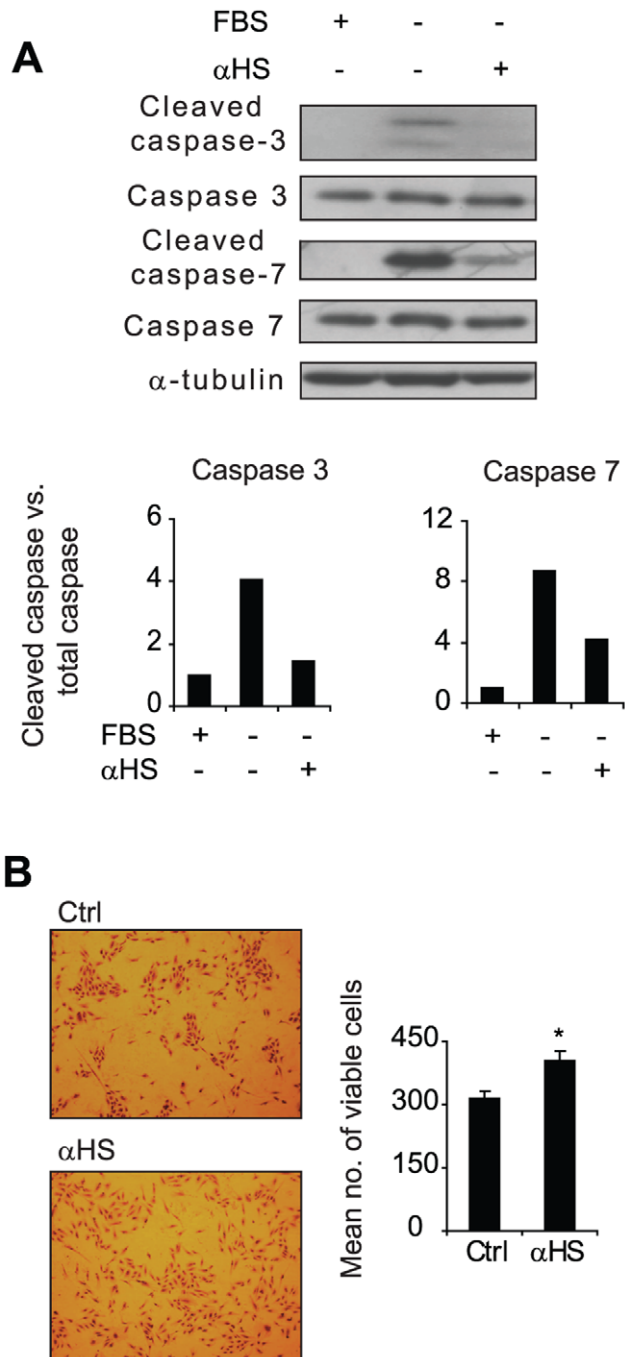 FBS + - -
A
αHS - - +
Cleaved
caspase-3
Caspase 3
Cleaved
caspase-7
Caspase 7
α-tubulin
Caspase 3
Caspase 7
Cleaved caspase vs.
total caspase
6
4
2
0
12
8
4
0
FBS + - - + - -
αHS - - + - - +
B
Ctrl
αHS
Mean no. of viable cells
450
300
150
0
*
Ctrl αHS